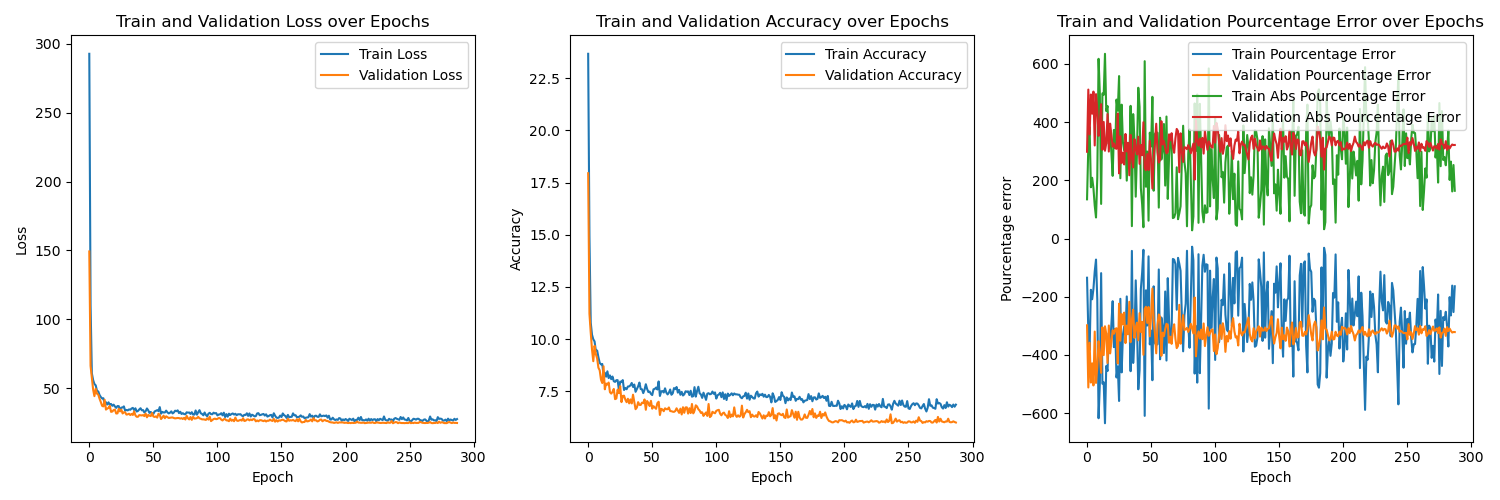 Train and Validation Loss over Epochs
300
250
200
150
100
50
0 50 100 150 200 250 300
Loss
Epoch
Train Loss
Validation Loss
Train and Validation Accuracy over Epochs
22.5
20.0
17.5
15.0
12.5
10.0
7.5
0 50 100 150 200 250 300
Accuracy
Epoch
Train Accuracy
Validation Accuracy
Train and Validation Pourcentage Error over Epochs
600
400
200
0
−200
−400
−600
0 50 100 150 200 250 300
Pourcentage error
Epoch
Train Pourcentage Error
Validation Pourcentage Error
Train Abs Pourcentage Error
Validation Abs Pourcentage Error